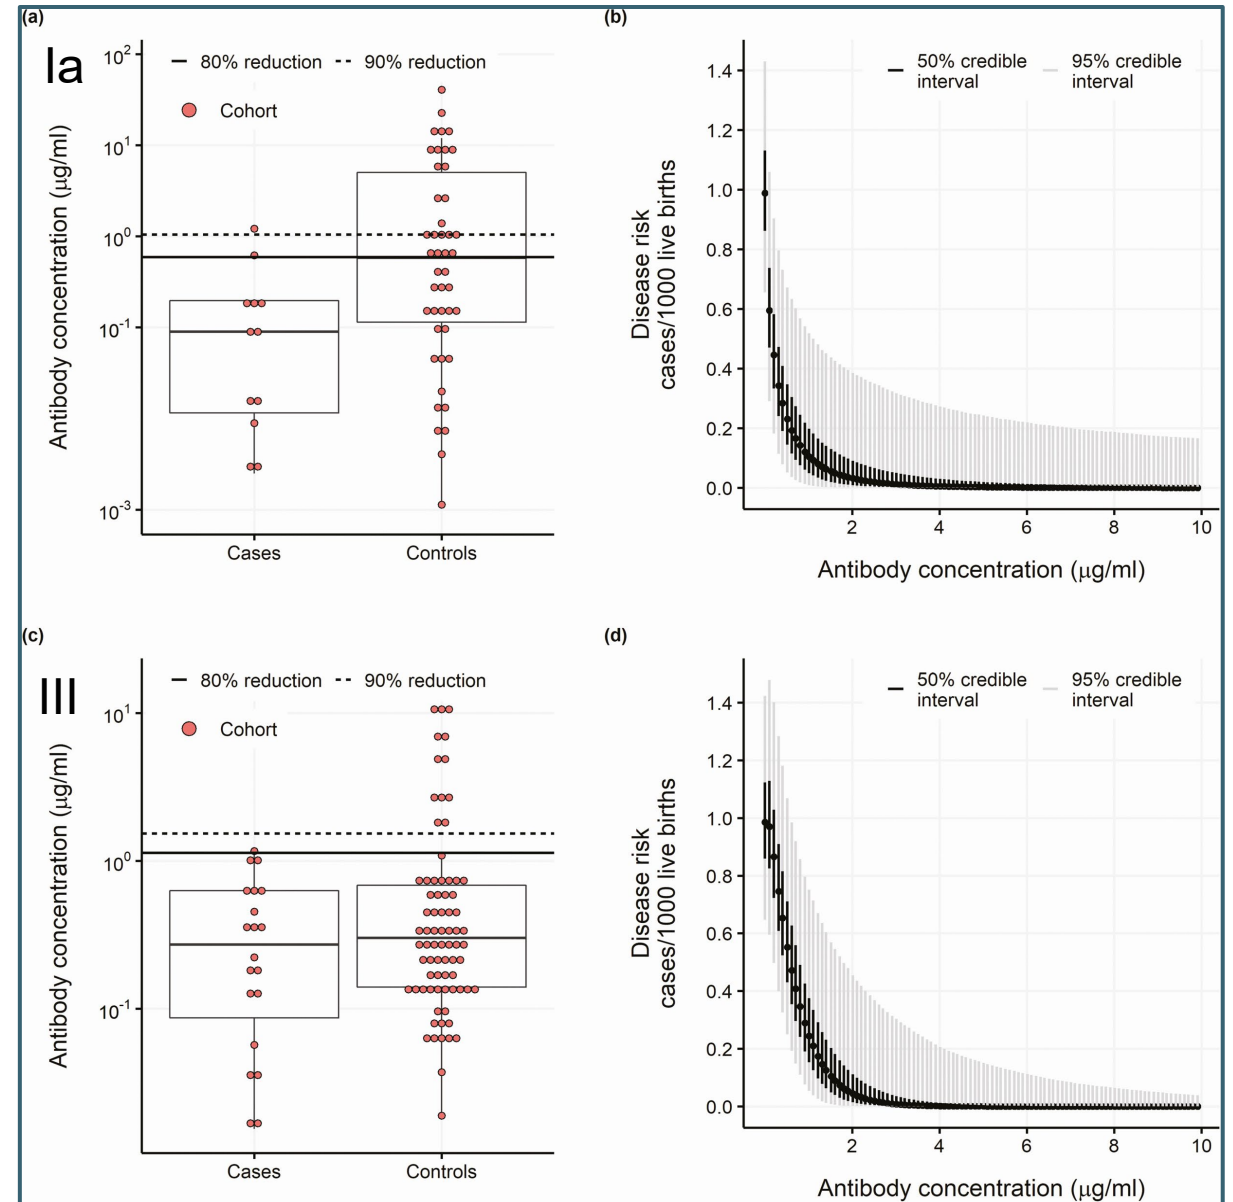 (a)
Ia
80% reduction 90% reduction
Cohort
Antibody concentration (μg/ml)
10²
10¹
10⁰
10⁻¹
10⁻³
Cases Controls
(b)
50% credible interval 95% credible interval
Disease risk
cases/1000 live births
1.4
1.2
1.0
0.8
0.6
0.4
0.2
0.0
2 4 6 8 10
Antibody concentration (μg/ml)
(c)
III
80% reduction 90% reduction
Cohort
Antibody concentration (μg/ml)
10¹
10⁰
10⁻¹
Cases Controls
(d)
50% credible interval 95% credible interval
Disease risk
cases/1000 live births
1.4
1.2
1.0
0.8
0.6
0.4
0.2
0.0
2 4 6 8 10
Antibody concentration (μg/ml)